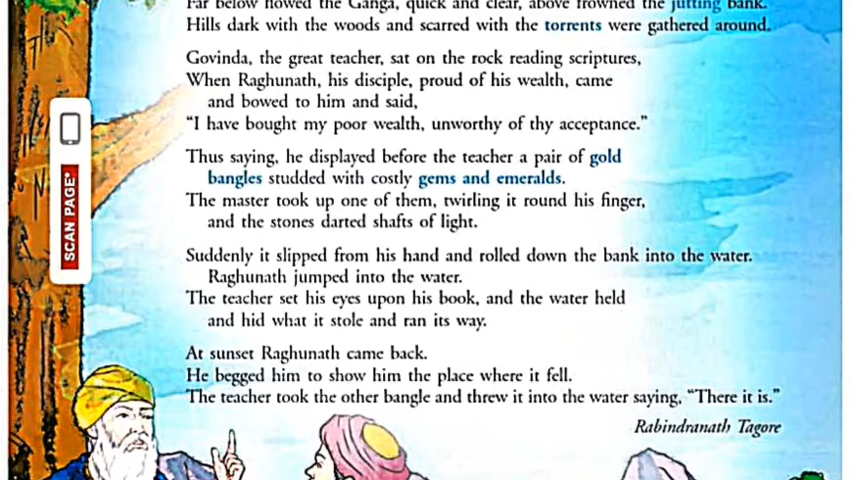 Far below flowed the Ganga, quick and clear, above frowned the jutting bank.
Hills dark with the woods and scarred with the torrents were gathered around.
Govinda, the great teacher, sat on the rock reading scriptures,
When Raghunath, his disciple, proud of his wealth, came
and bowed to him and said,
“I have bought my poor wealth, unworthy of thy acceptance.”
Thus saying, he displayed before the teacher a pair of gold
bangles studded with costly gems and emeralds.
The master took up one of them, twirling it round his finger,
and the stones darted shafts of light.
Suddenly it slipped from his hand and rolled down the bank into the water.
Raghunath jumped into the water.
The teacher set his eyes upon his book, and the water held
and hid what it stole and ran its way.
At sunset Raghunath came back.
He begged him to show him the place where it fell.
The teacher took the other bangle and threw it into the water saying, “There it is.”
Rabindranath Tagore
SCAN PAGE*